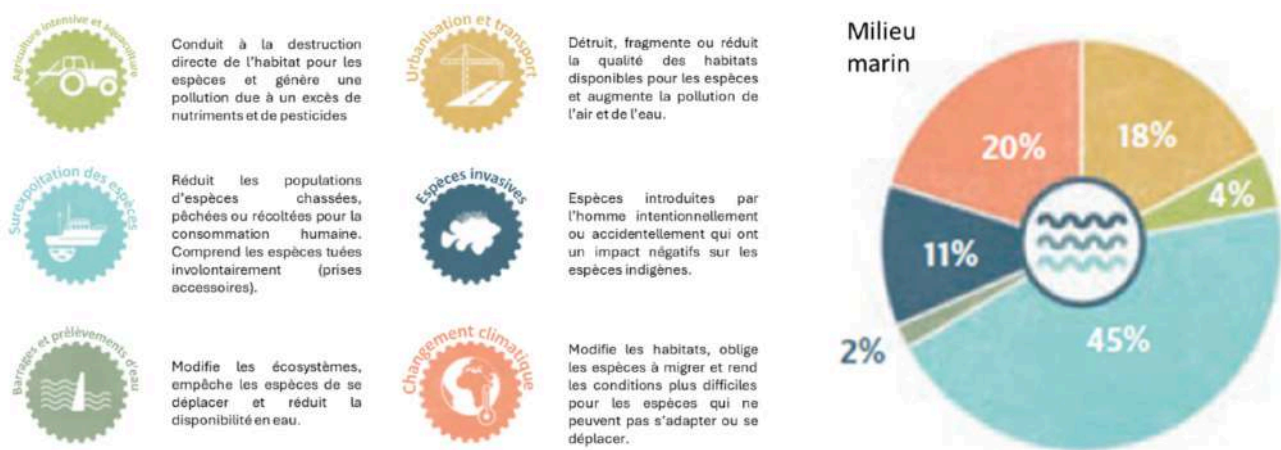 Agriculture intensive et aquaculture
Conduit à la destruction
directe de l'habitat pour les
espèces et génère une
pollution due à un excès de
nutriments et de pesticides
Urbanisation et transport
Détruit, fragmente ou réduit
la qualité des habitats
disponibles pour les espèces
et augmente la pollution de
l'air et de l'eau.
Surexploitation des espèces
Réduit les populations
d'espèces chassées,
pêchées ou récoltées pour la
consommation humaine.
Comprend les espèces tuées
involontairement (prises
accessoires).
Espèces invasives
Espèces introduites par
l'homme intentionnellement
ou accidentellement qui ont
un impact négatifs sur les
espèces indigènes.
Barrages et prélèvements d'eau
Modifie les écosystèmes,
empêche les espèces de se
déplacer et réduit la
disponibilité en eau.
Changement climatique
Modifie les habitats, oblige
les espèces à migrer et rend
les conditions plus difficiles
pour les espèces qui ne
peuvent pas s'adapter ou se
déplacer.
Milieu
marin
20%
18%
4%
11%
2%
45%